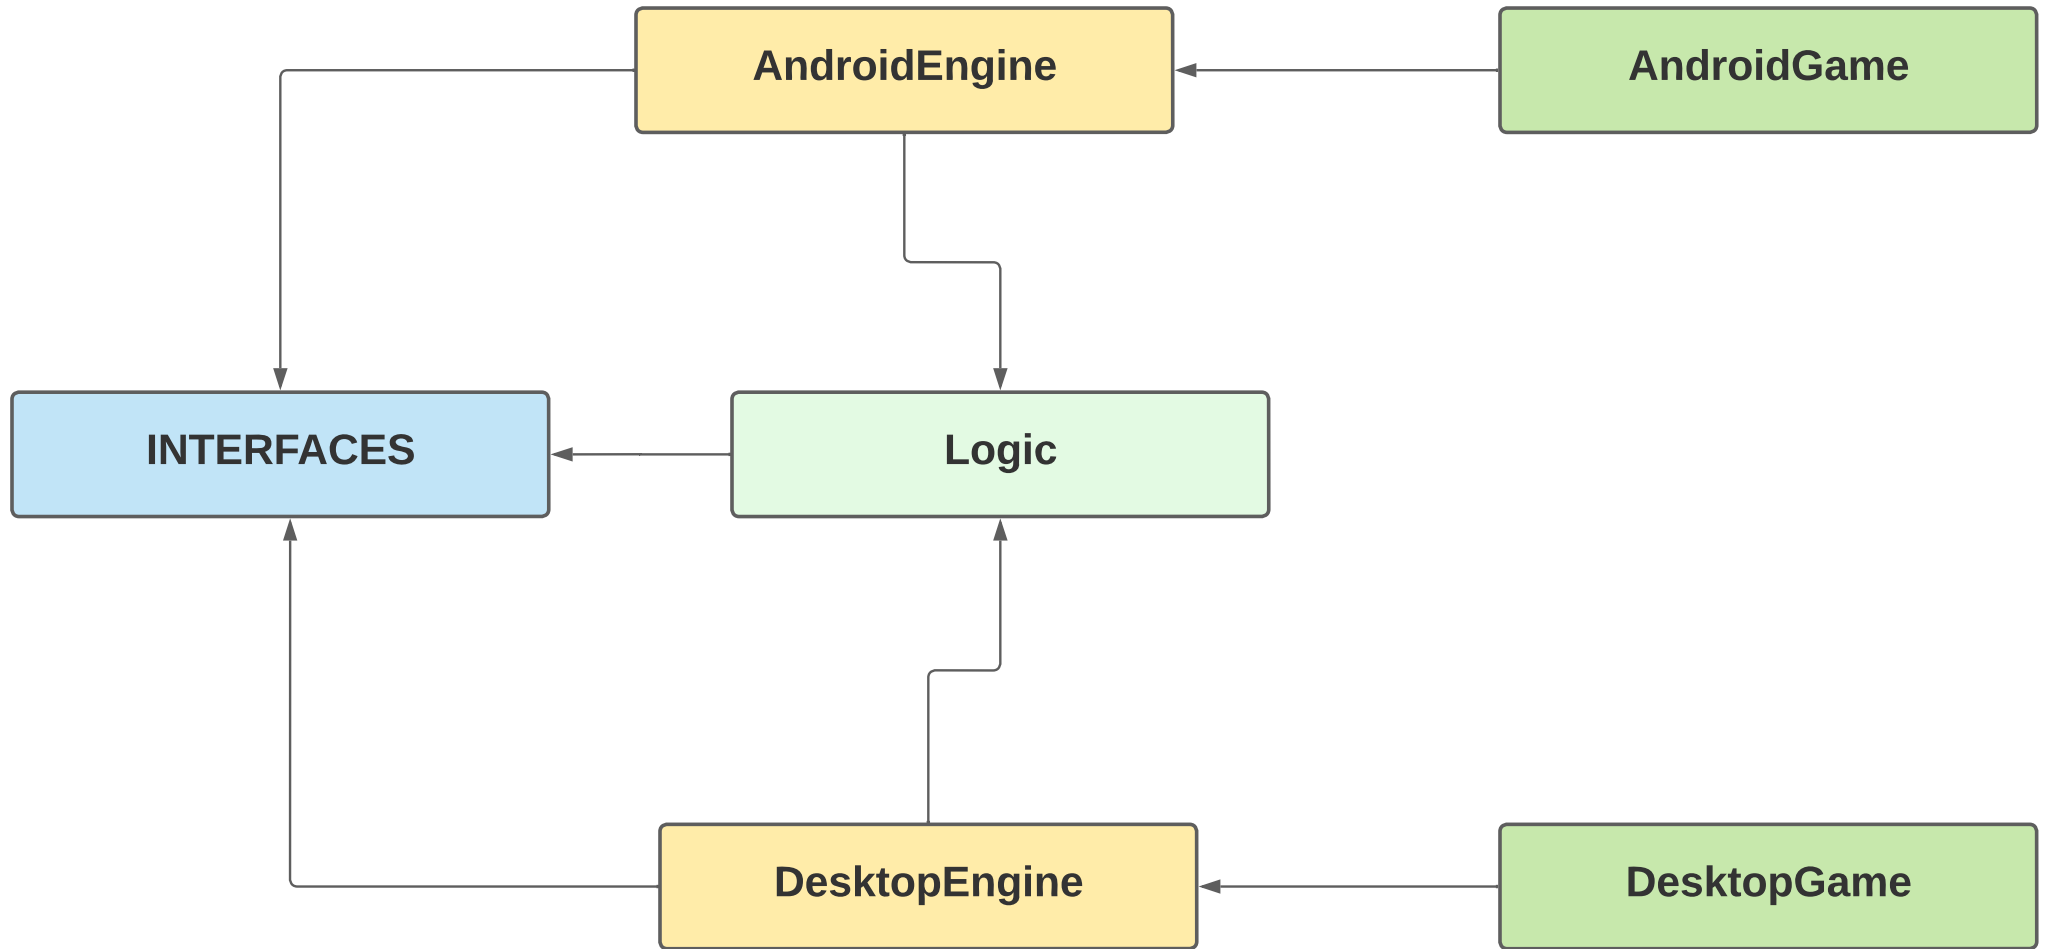 AndroidEngine
AndroidGame
INTERFACES
Logic
DesktopEngine
DesktopGame